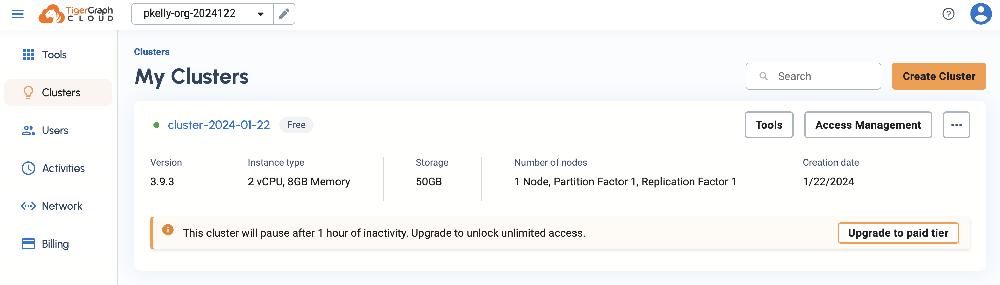 TigerGraph
CLOUD
pkelly-org-2024122
Tools
Clusters
Users
Activities
Network
Billing
Clusters
My Clusters
Search
Create Cluster
cluster-2024-01-22
Free
Tools
Access Management
Version
3.9.3
Instance type
2 vCPU, 8GB Memory
Storage
50GB
Number of nodes
1 Node, Partition Factor 1, Replication Factor 1
Creation date
1/22/2024
This cluster will pause after 1 hour of inactivity. Upgrade to unlock unlimited access.
Upgrade to paid tier